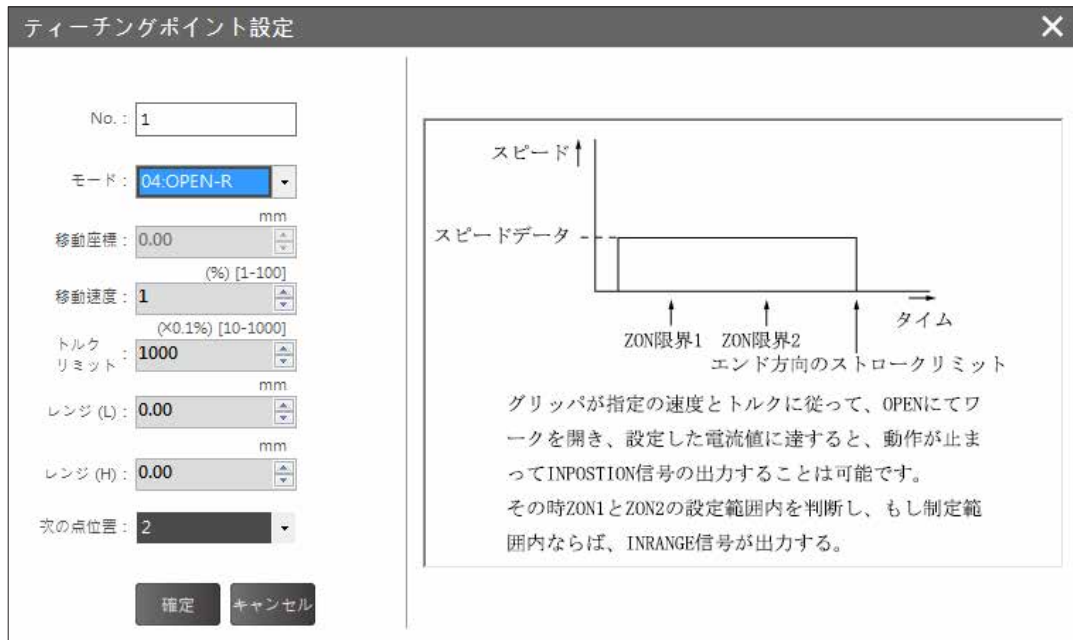 ティーチングポイント設定
No. : 1
モード : 04:OPEN-R
mm
移動座標 : 0.00
(%) [1-100]
移動速度 : 1
(×0.1%) [10-1000]
トルク
リミット : 1000
mm
レンジ (L) : 0.00
mm
レンジ (H) : 0.00
次の点位置 : 2
確定 キャンセル
スピード
スピードデータ
タイム
ZON限界1 ZON限界2
エンド方向のストロークリミット
グリッパが指定の速度とトルクに従って、OPENにてワ
ークを開き、設定した電流値に達すると、動作が止ま
ってINPOSTION信号の出力することは可能です。
その時ZON1とZON2の設定範囲内を判断し、もし制定範
囲内ならば、INRANGE信号が出力する。